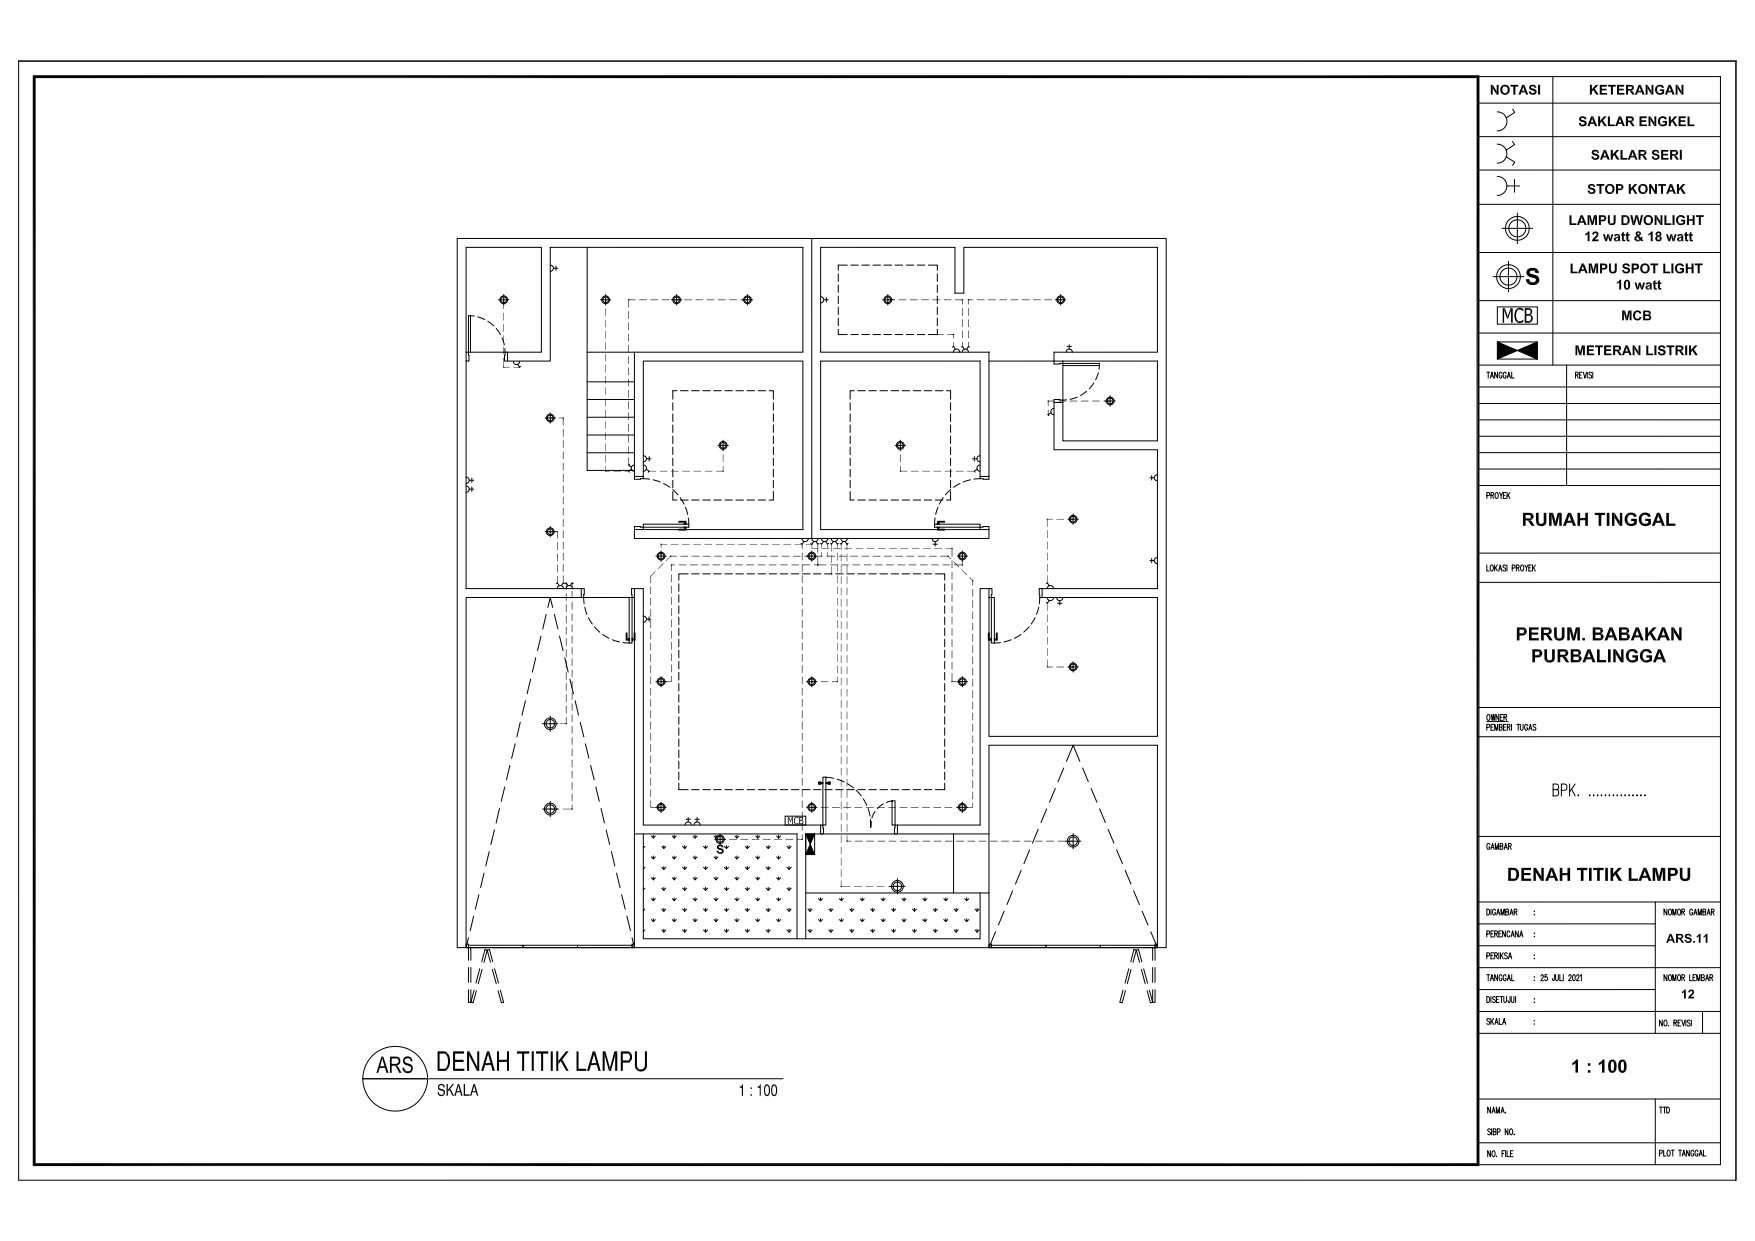 NOTASI KETERANGAN
SAKLAR ENGKEL
SAKLAR SERI
STOP KONTAK
LAMPU DWONLIGHT
12 watt & 18 watt
S LAMPU SPOT LIGHT
10 watt
MCB MCB
METERAN LISTRIK
TANGGAL REVISI
PROYEK
RUMAH TINGGAL
LOKASI PROYEK
PERUM. BABAKAN
PURBALINGGA
OWNER
PEMBERI TUGAS
BPK. ...............
GAMBAR
DENAH TITIK LAMPU
DIGAMBAR : NOMOR GAMBAR
PERENCANA : ARS.11
PERIKSA :
TANGGAL : 25 JULI 2021 NOMOR LEMBAR
DISETUJUI : 12
SKALA : NO. REVISI
1 : 100
NAMA. TTD
SIBP NO.
NO. FILE PLOT TANGGAL
MCB
S
ARS DENAH TITIK LAMPU
SKALA 1 : 100